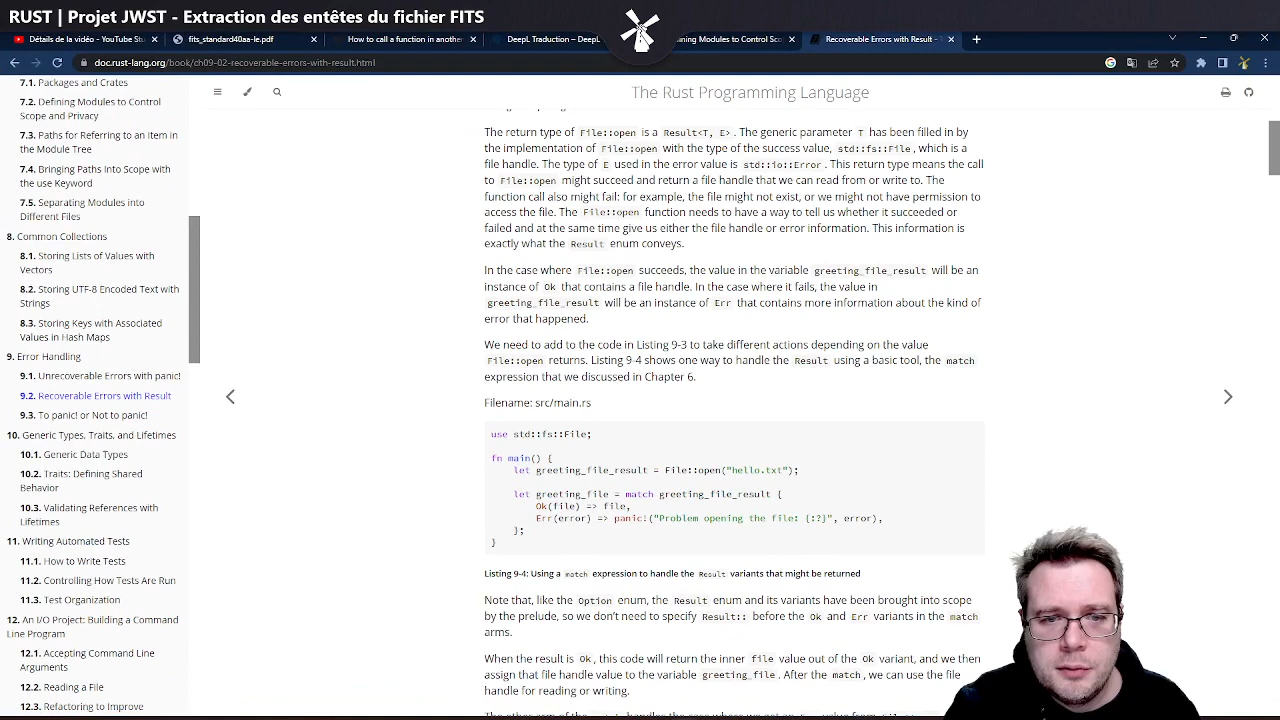 RUST | Projet JWST - Extraction des entêtes du fichier FITS
Détails de la vidéo - YouTube Stu
fits_standard40aa-le.pdf
How to call a function in another
DeepL Traduction – DeepL
ning Modules to Control Sco
Recoverable Errors with Result -
doc.rust-lang.org/book/ch09-02-recoverable-errors-with-result.html
7.1. Packages and Crates
7.2. Defining Modules to Control
Scope and Privacy
7.3. Paths for Referring to an Item in
the Module Tree
7.4. Bringing Paths Into Scope with
the use Keyword
7.5. Separating Modules into
Different Files
8. Common Collections
8.1. Storing Lists of Values with
Vectors
8.2. Storing UTF-8 Encoded Text with
Strings
8.3. Storing Keys with Associated
Values in Hash Maps
9. Error Handling
9.1. Unrecoverable Errors with panic!
9.2. Recoverable Errors with Result
9.3. To panic! or Not to panic!
10. Generic Types, Traits, and Lifetimes
10.1. Generic Data Types
10.2. Traits: Defining Shared
Behavior
10.3. Validating References with
Lifetimes
11. Writing Automated Tests
11.1. How to Write Tests
11.2. Controlling How Tests Are Run
11.3. Test Organization
12. An I/O Project: Building a Command
Line Program
12.1. Accepting Command Line
Arguments
12.2. Reading a File
12.3. Refactoring to Improve
The Rust Programming Language
The return type of File::open is a Result<T, E>. The generic parameter T has been filled in by
the implementation of File::open with the type of the success value, std::fs::File, which is a
file handle. The type of E used in the error value is std::io::Error. This return type means the call
to File::open might succeed and return a file handle that we can read from or write to. The
function call also might fail: for example, the file might not exist, or we might not have permission to
access the file. The File::open function needs to have a way to tell us whether it succeeded or
failed and at the same time give us either the file handle or error information. This information is
exactly what the Result enum conveys.
In the case where File::open succeeds, the value in the variable greeting_file_result will be an
instance of Ok that contains a file handle. In the case where it fails, the value in
greeting_file_result will be an instance of Err that contains more information about the kind of
error that happened.
We need to add to the code in Listing 9-3 to take different actions depending on the value
File::open returns. Listing 9-4 shows one way to handle the Result using a basic tool, the match
expression that we discussed in Chapter 6.
Filename: src/main.rs
use std::fs::File;
fn main() {
let greeting_file_result = File::open("hello.txt");
let greeting_file = match greeting_file_result {
Ok(file) => file,
Err(error) => panic!("Problem opening the file: {:?}", error),
};
}
Listing 9-4: Using a match expression to handle the Result variants that might be returned
Note that, like the Option enum, the Result enum and its variants have been brought into scope
by the prelude, so we don't need to specify Result:: before the Ok and Err variants in the match
arms.
When the result is Ok, this code will return the inner file value out of the Ok variant, and we then
assign that file handle value to the variable greeting_file. After the match, we can use the file
handle for reading or writing.